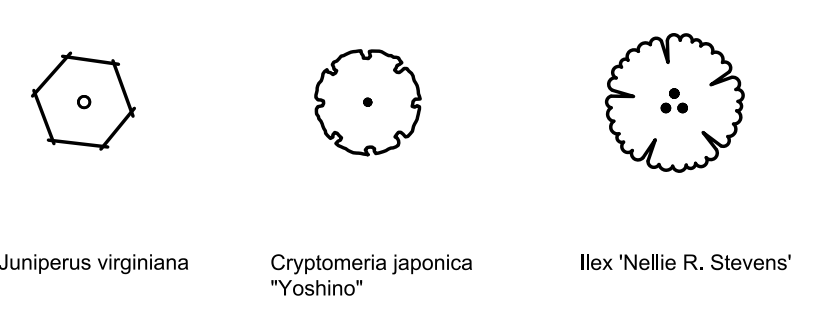 Juniperus virginiana
Cryptomeria japonica
"Yoshino"
Ilex 'Nellie R. Stevens'